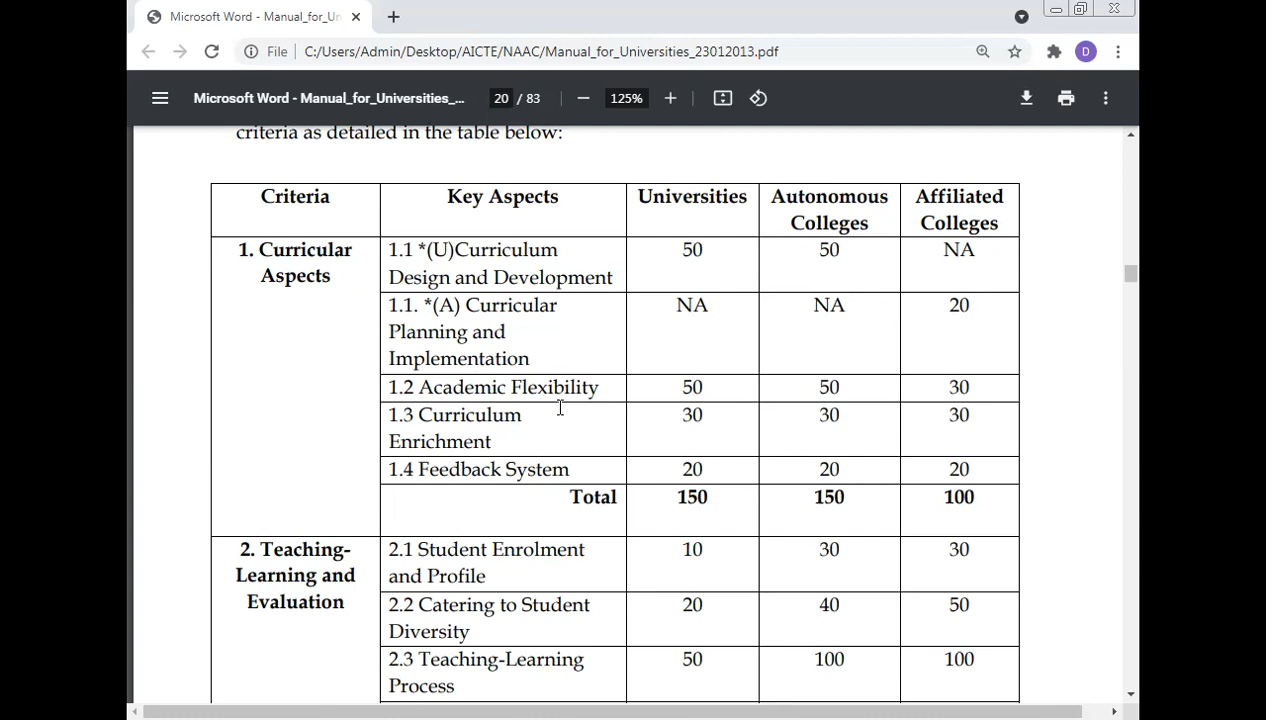 Microsoft Word - Manual_for_Un
File C:/Users/Admin/Desktop/AICTE/NAAC/Manual_for_Universities_23012013.pdf
D
Microsoft Word - Manual_for_Universities_... 20 / 83 125%
criteria as detailed in the table below:
Criteria Key Aspects Universities Autonomous Colleges Affiliated Colleges
1. Curricular Aspects
1.1 *(U)Curriculum Design and Development 50 50 NA
1.1. *(A) Curricular Planning and Implementation NA NA 20
1.2 Academic Flexibility 50 50 30
1.3 Curriculum Enrichment 30 30 30
1.4 Feedback System 20 20 20
Total 150 150 100
2. Teaching-Learning and Evaluation
2.1 Student Enrolment and Profile 10 30 30
2.2 Catering to Student Diversity 20 40 50
2.3 Teaching-Learning Process 50 100 100